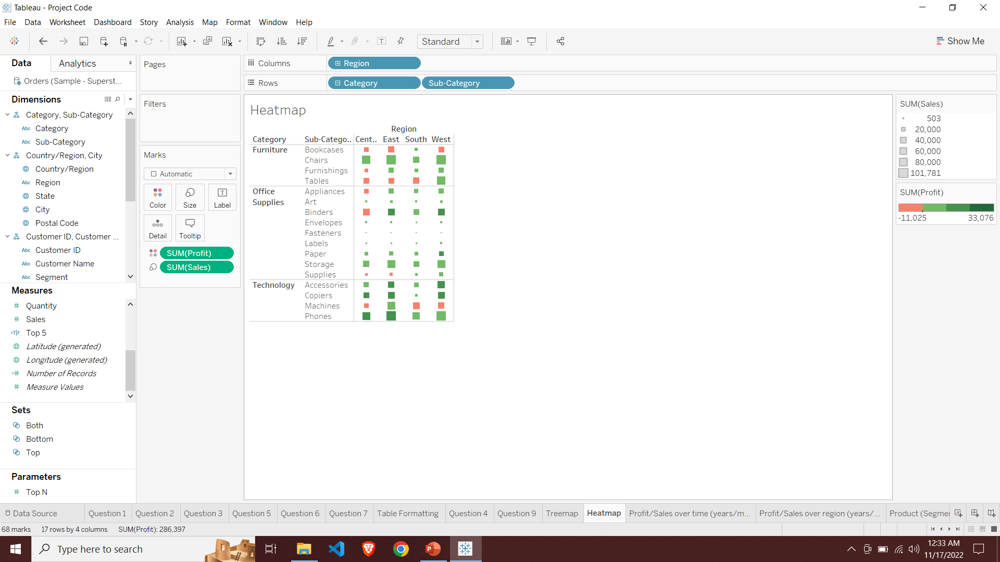 Tableau - Project Code
File Data Worksheet Dashboard Story Analysis Map Format Window Help
Standard
Show Me
Data Analytics
Orders (Sample - Superst...
Dimensions
Category, Sub-Category
Abc Category
Abc Sub-Category
Country/Region, City
Country/Region
Abc Region
State
City
Postal Code
Customer ID, Customer ...
Abc Customer ID
Abc Customer Name
Abc Segment
Measures
# Quantity
# Sales
=T|F Top 5
Latitude (generated)
Longitude (generated)
=# Number of Records
# Measure Values
Sets
Both
Bottom
Top
Parameters
# Top N
Pages
Filters
Marks
Automatic
Color Size Label
Detail Tooltip
SUM(Profit)
SUM(Sales)
Columns Region
Rows Category Sub-Category
Heatmap
Region
Category Sub-Catego.. Cent.. East South West
Furniture Bookcases
Chairs
Furnishings
Tables
Office Supplies Appliances
Art
Binders
Envelopes
Fasteners
Labels
Paper
Storage
Supplies
Technology Accessories
Copiers
Machines
Phones
SUM(Sales)
503
20,000
40,000
60,000
80,000
101,781
SUM(Profit)
-11,025 33,076
Data Source Question 1 Question 2 Question 3 Question 5 Question 6 Question 7 Table Formatting Question 4 Question 9 Treemap Heatmap Profit/Sales over time (years/m... Profit/Sales over region (years/... Product (Segmer
68 marks 17 rows by 4 columns SUM(Profit): 286,397
Type here to search
12:33 AM
11/17/2022